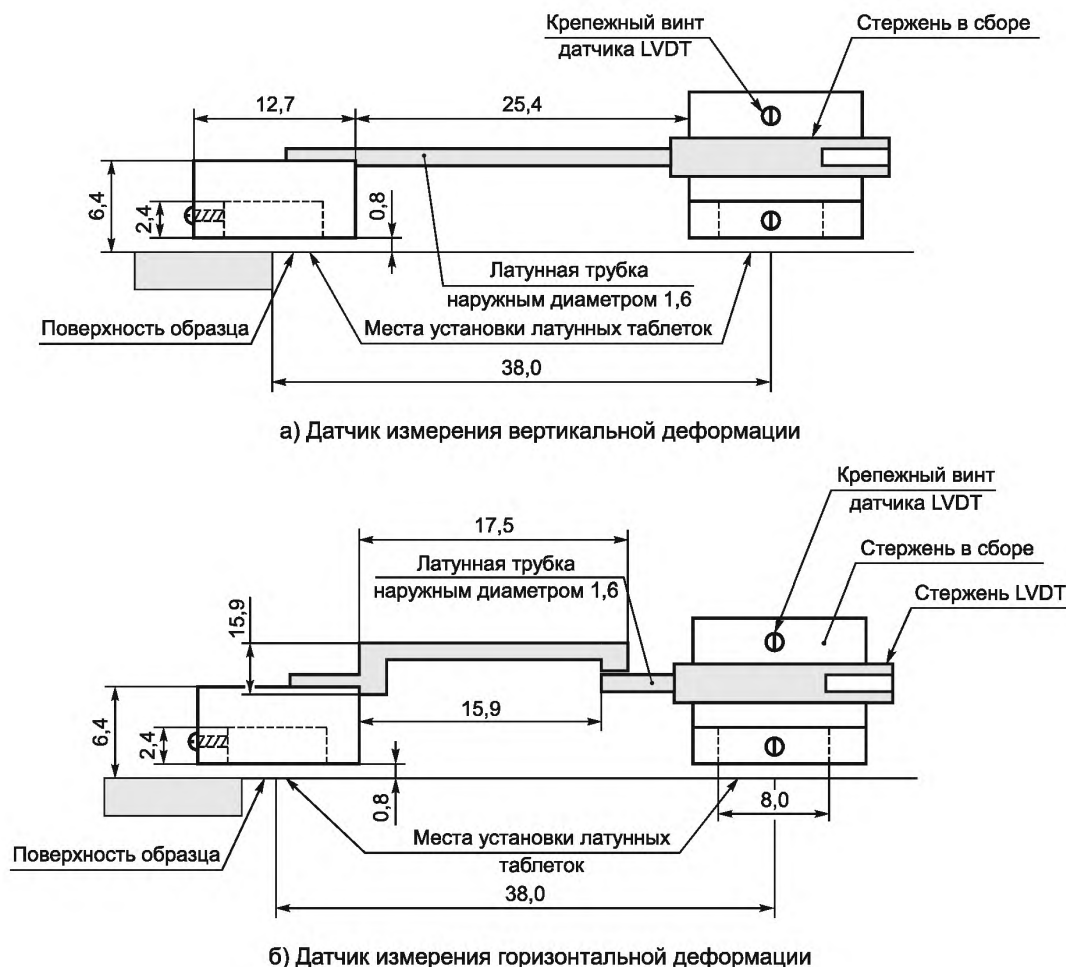 Крепежный винт
датчика LVDT
Стержень в сборе
12,7
25,4
6,4
2,4
0,8
Латунная трубка
наружным диаметром 1,6
Поверхность образца
Места установки латунных таблеток
38,0
а) Датчик измерения вертикальной деформации
Крепежный винт
датчика LVDT
17,5
Стержень в сборе
Латунная трубка
наружным диаметром 1,6
Стержень LVDT
15,9
15,9
6,4
2,4
0,8
8,0
Места установки латунных
таблеток
Поверхность образца
38,0
б) Датчик измерения горизонтальной деформации